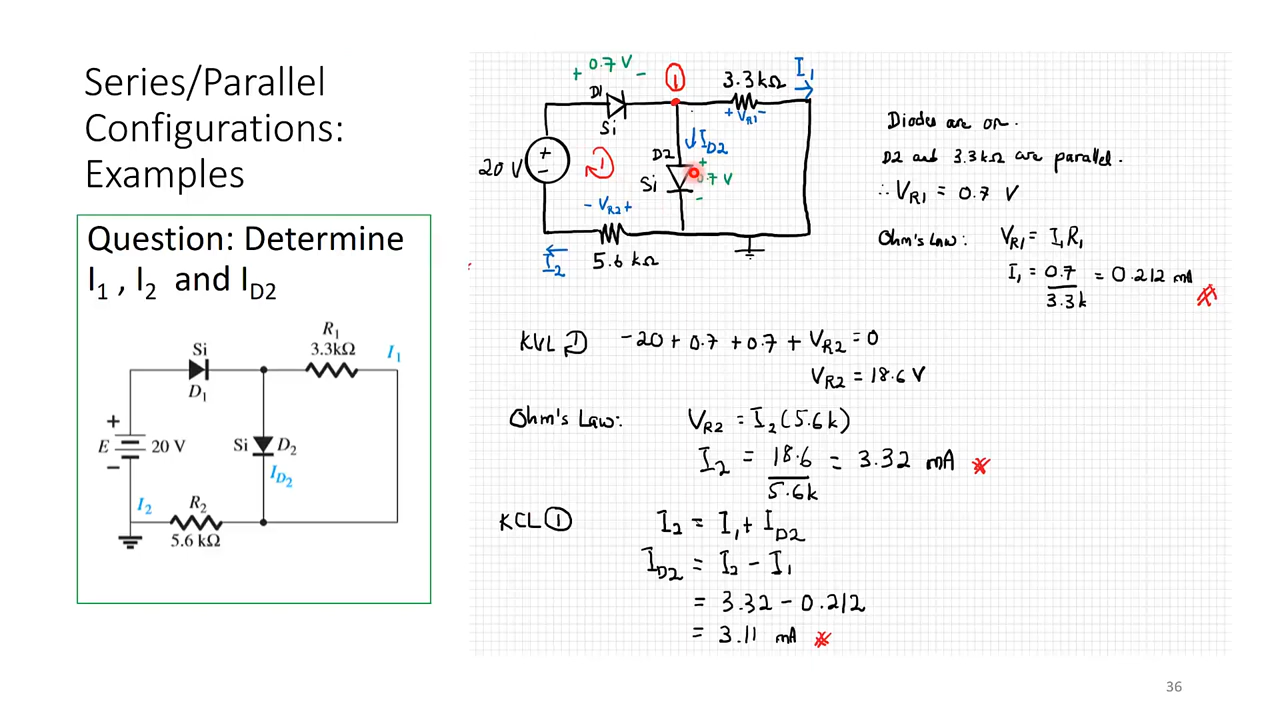 Series/Parallel
Configurations:
Examples
Question: Determine
I1 , I2 and ID2
R1
3.3kΩ
I1
Si
D1
+
E
20 V
−
Si
D2
ID2
I2
R2
5.6 kΩ
+ 0.7 V −
1
3.3 kΩ
I1
D1
Si
+ VR1 −
ID2
20 V
+
−
1
D2
Si
+
0.7 V
−
− VR2 +
I2
5.6 kΩ
Diodes are on.
D2 and 3.3kΩ are parallel.
∴ VR1 = 0.7 V
Ohm's Law: VR1 = I1R1
I1 = 0.7 = 0.212 mA
3.3k
KVL 1 -20 + 0.7 + 0.7 + VR2 = 0
VR2 = 18.6 V
Ohm's Law: VR2 = I2 (5.6k)
I2 = 18.6 = 3.32 mA
5.6k
KCL 1 I2 = I1 + ID2
ID2 = I2 − I1
= 3.32 − 0.212
= 3.11 mA
36